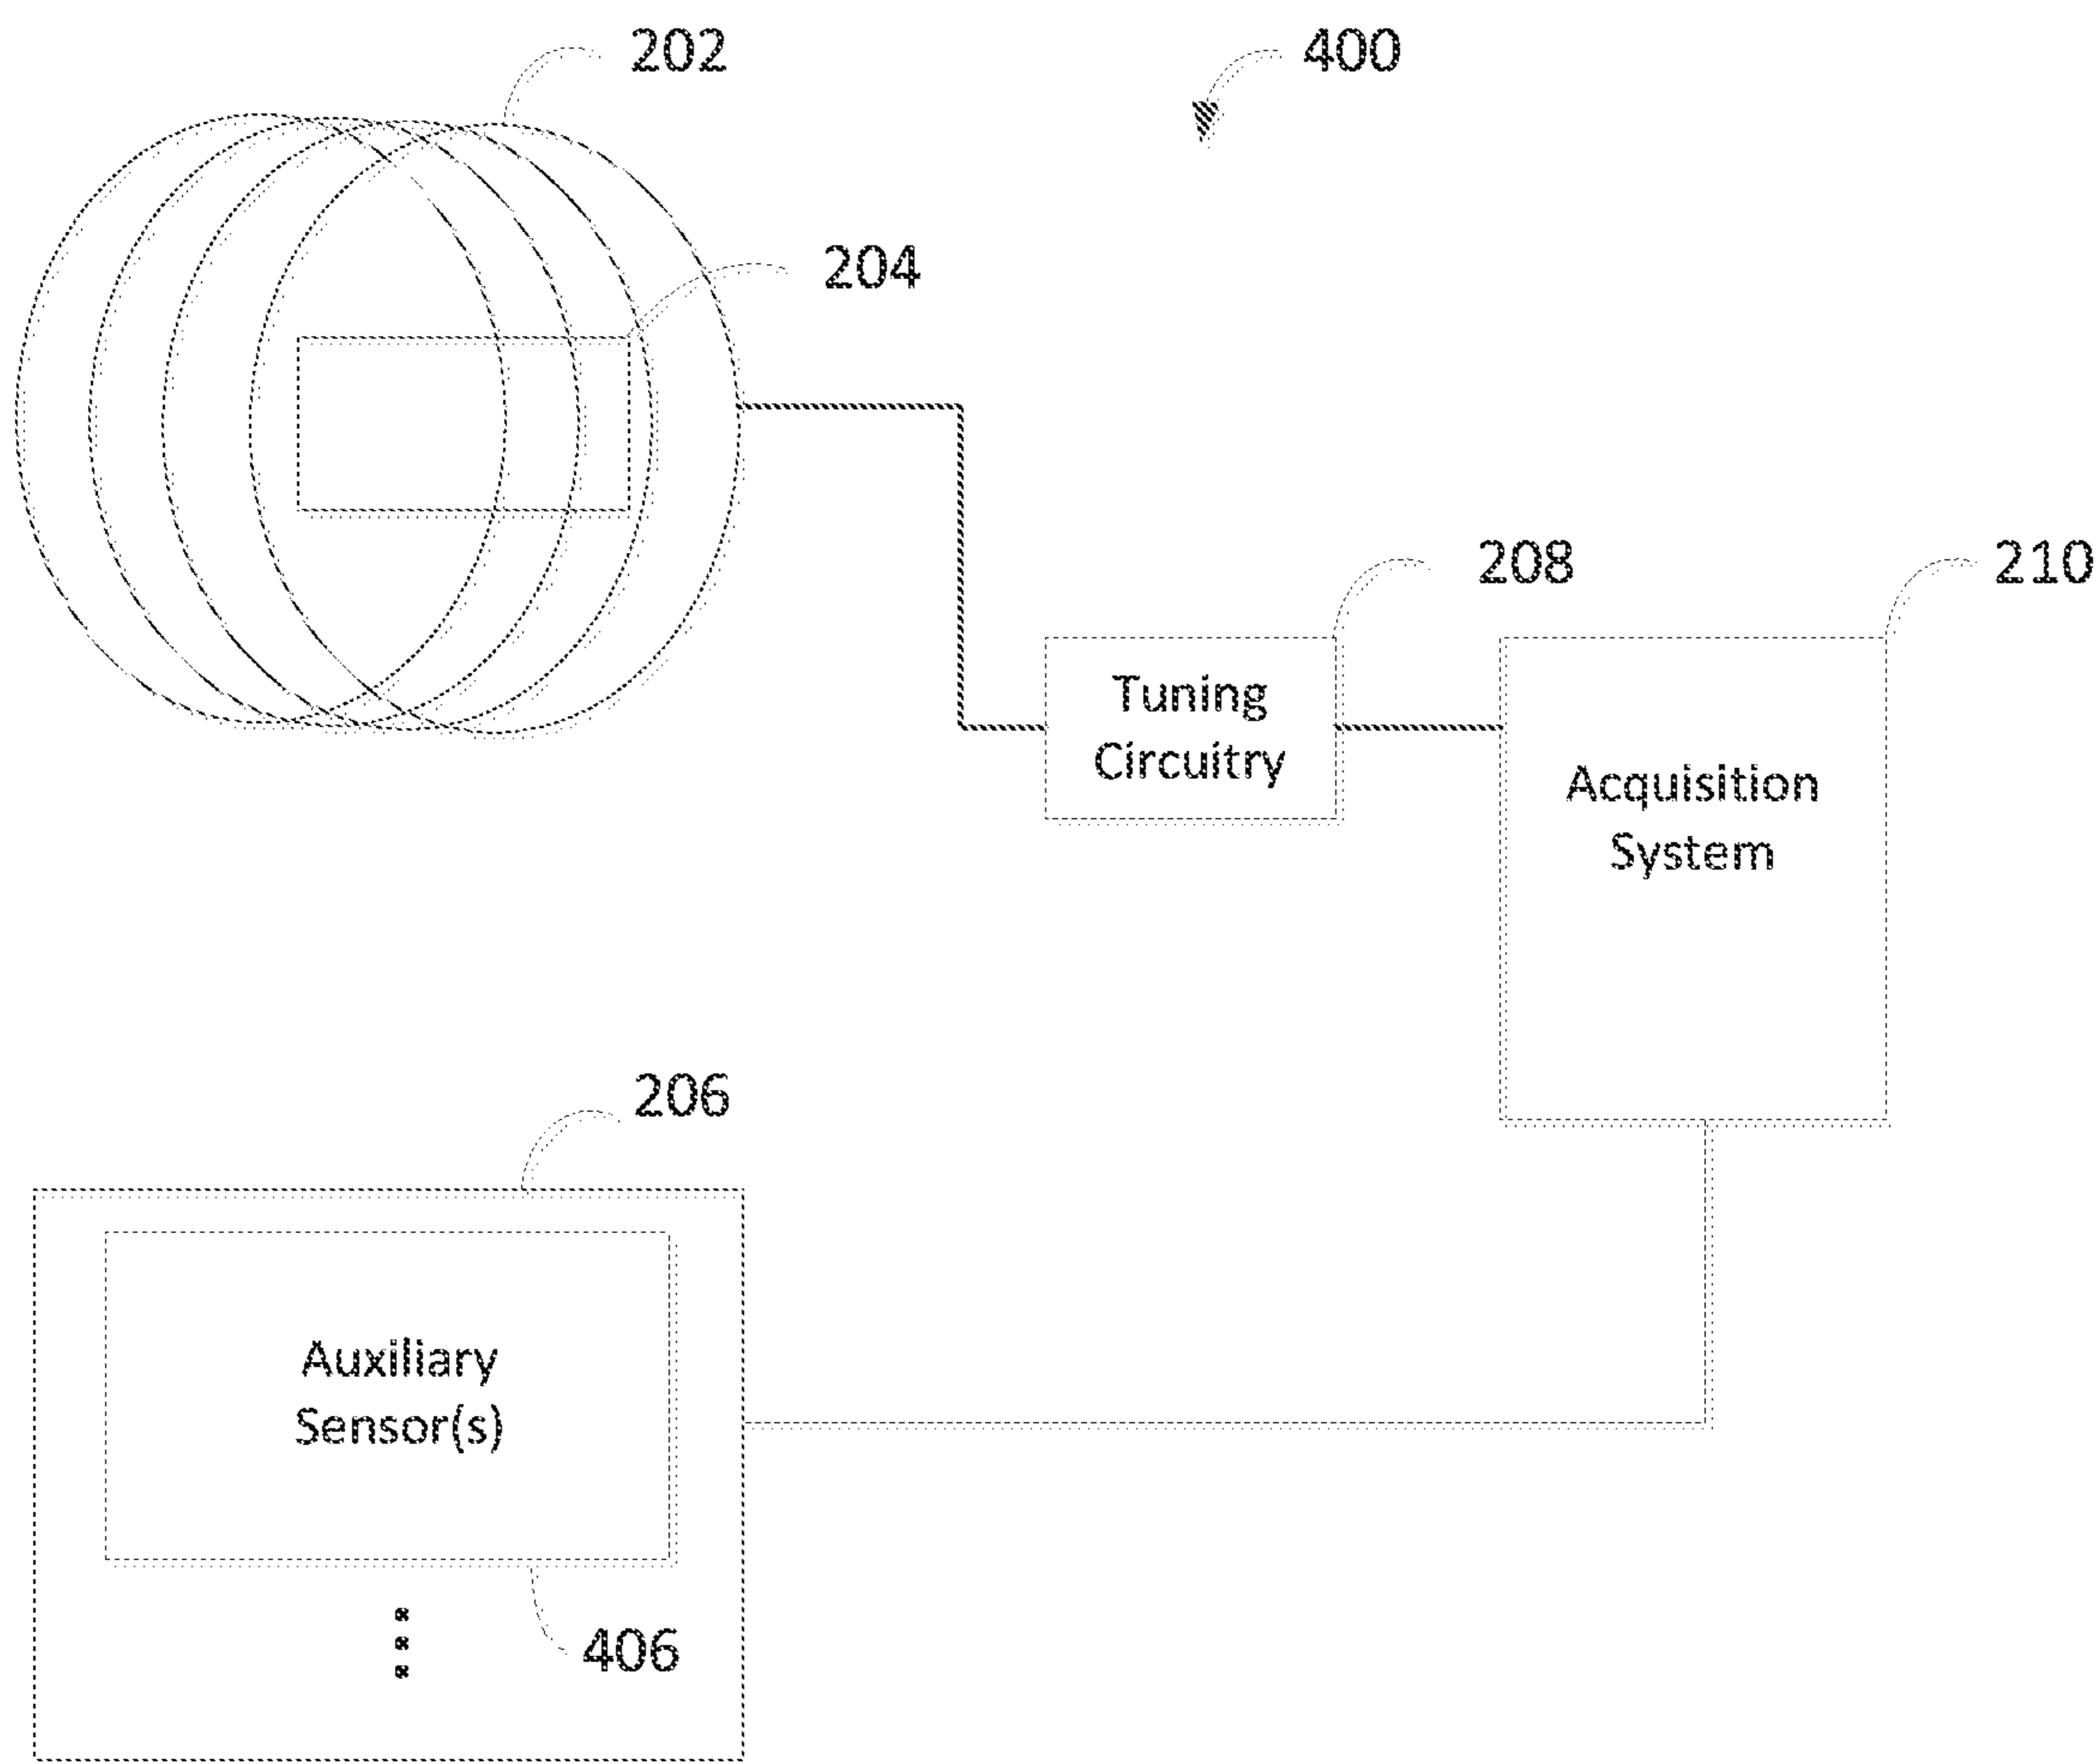 202
400
204
208
210
Tuning
Circuitry
Acquisition
System
206
Auxiliary
Sensor(s)
406